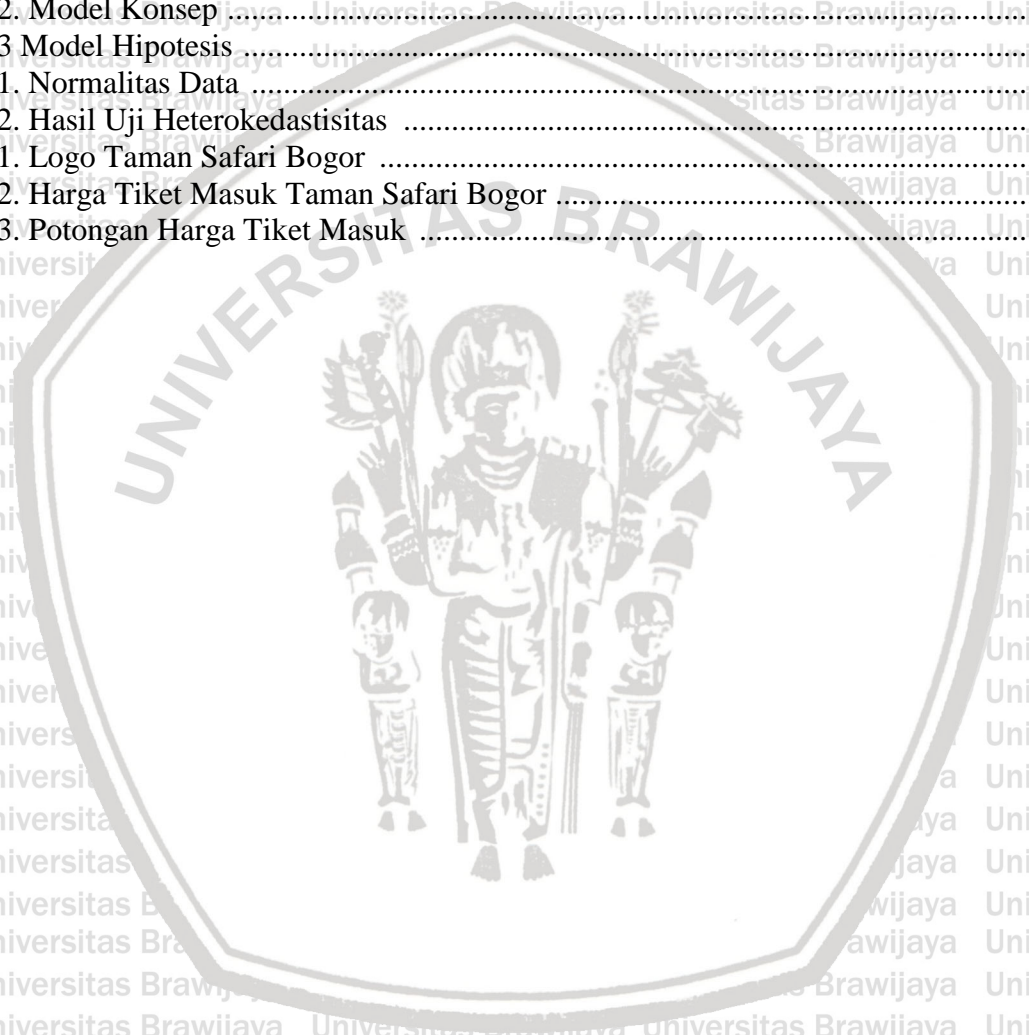 2. Model Konsep ................................................................................
3 Model Hipotesis ..............................................................................
1. Normalitas Data .............................................................................
2. Hasil Uji Heterokedastisitas ...........................................................
1. Logo Taman Safari Bogor ..............................................................
2. Harga Tiket Masuk Taman Safari Bogor ........................................
3. Potongan Harga Tiket Masuk .........................................................
UNIVERSITAS BRAWIJAYA